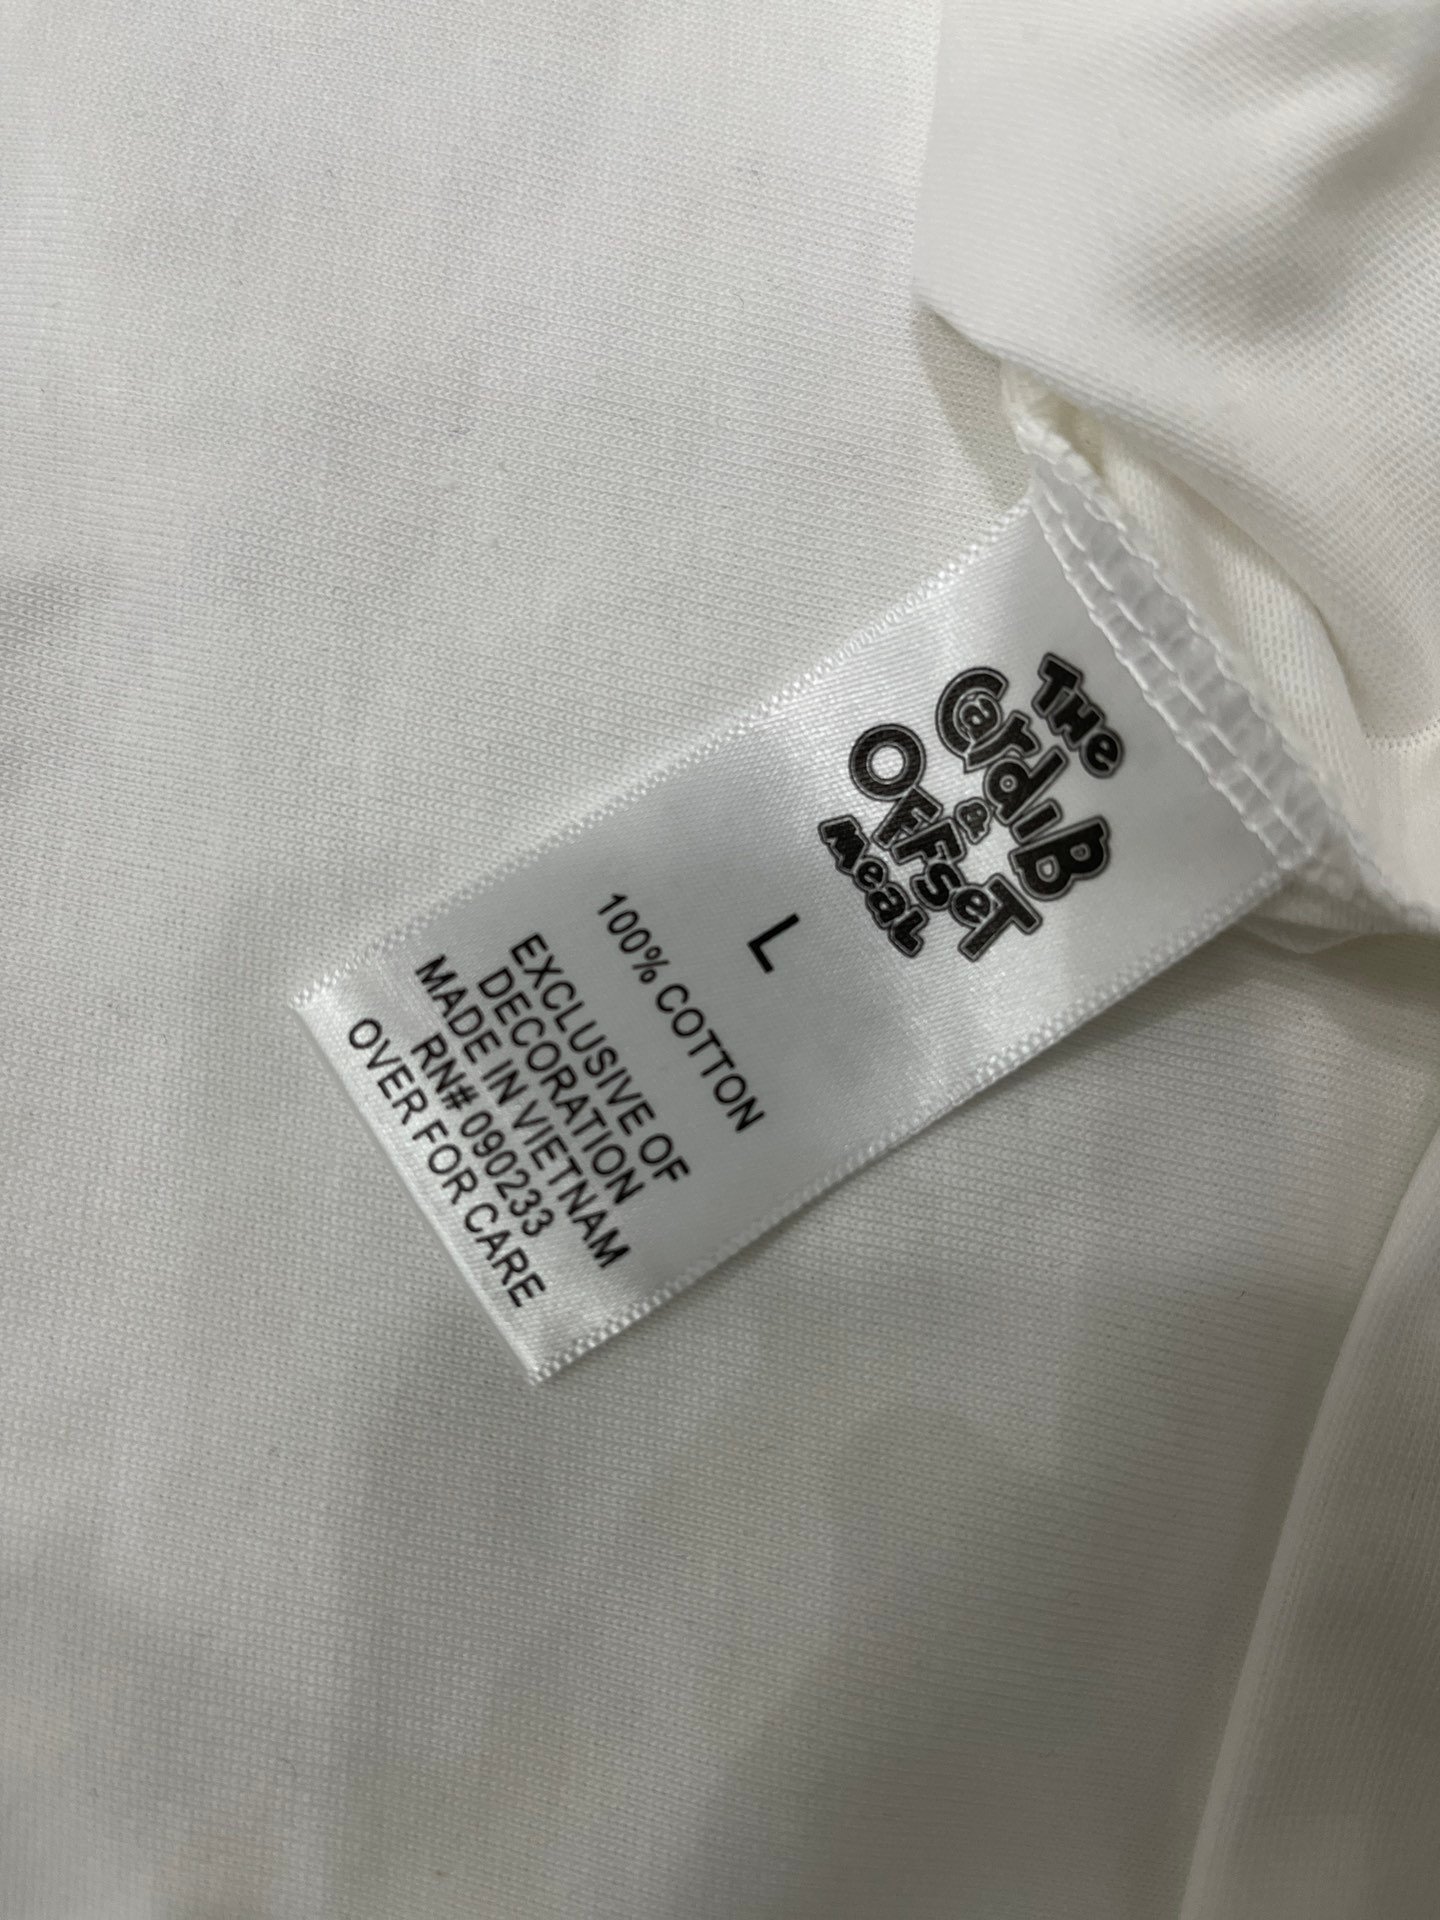 THe
CardiB
&
OFFSeT
MeaL
L
100% COTTON
EXCLUSIVE OF
DECORATION
MADE IN VIETNAM
RN# 090233
OVER FOR CARE